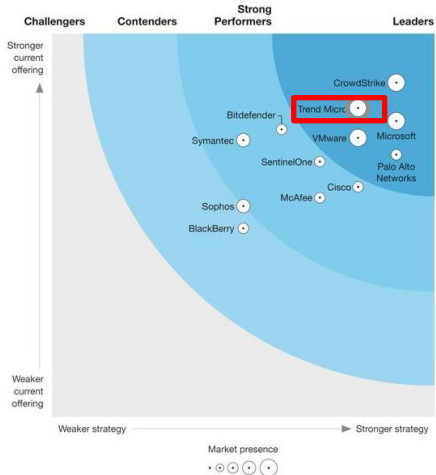 Challengers Contenders Strong Performers Leaders
Stronger
current
offering
CrowdStrike
Trend Micro
Bitdefender
Microsoft
Symantec
VMware
SentinelOne
Palo Alto
Networks
Cisco
McAfee
Sophos
BlackBerry
Weaker
current
offering
Weaker strategy
Stronger strategy
Market presence